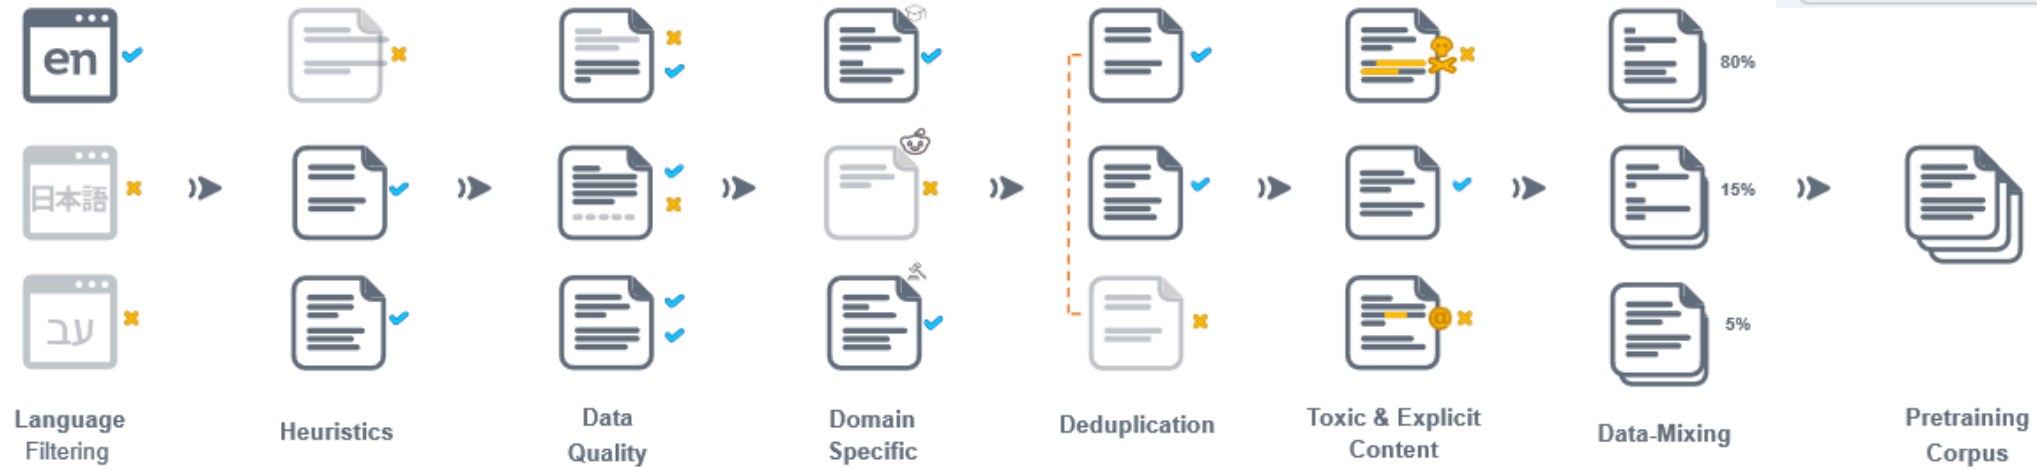 en
日本語
עב
80%
15%
5%
Language
Filtering
Heuristics
Data
Quality
Domain
Specific
Deduplication
Toxic & Explicit
Content
Data-Mixing
Pretraining
Corpus